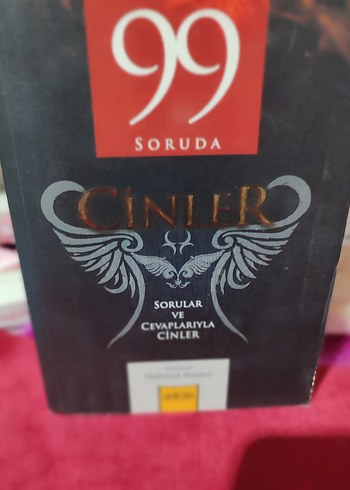 99
SORUDA
CİNLER
SORULAR
VE
CEVAPLARIYLA
CİNLER